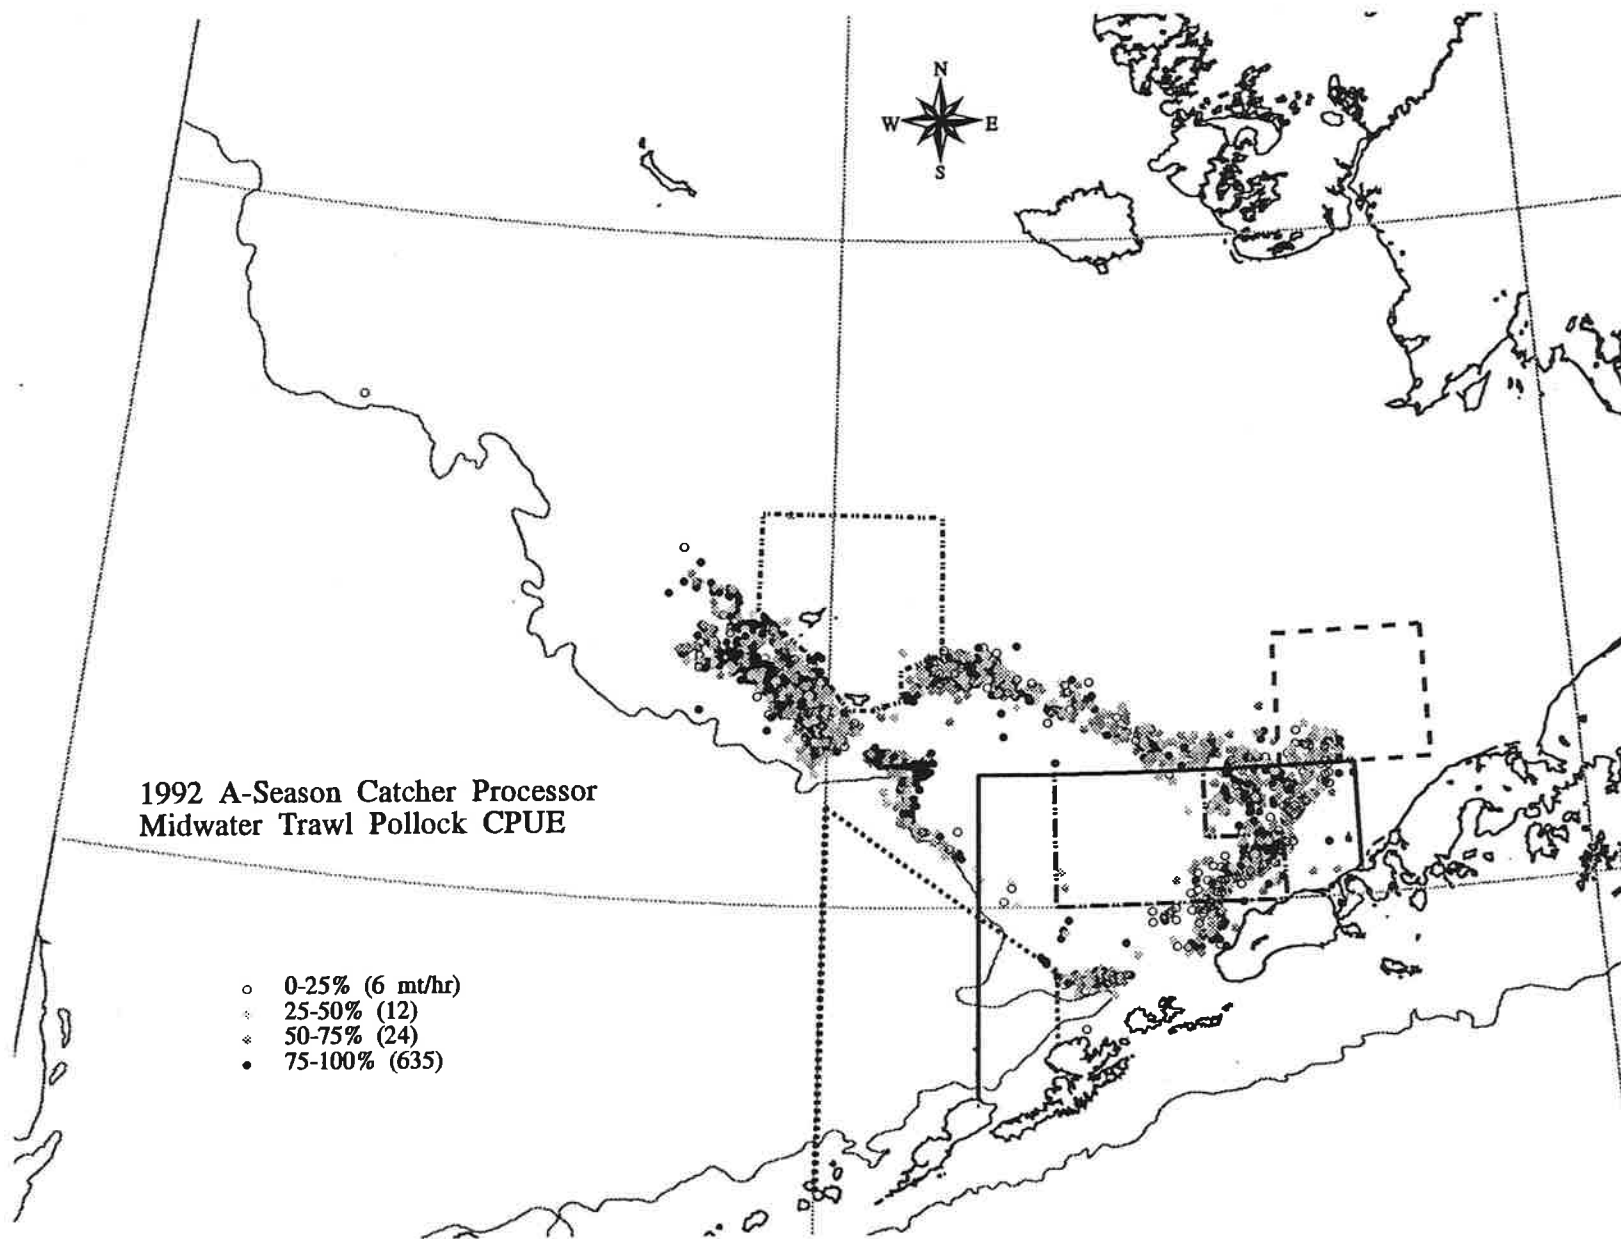 N
W E
S
1992 A-Season Catcher Processor
Midwater Trawl Pollock CPUE
0-25% (6 mt/hr)
25-50% (12)
50-75% (24)
75-100% (635)